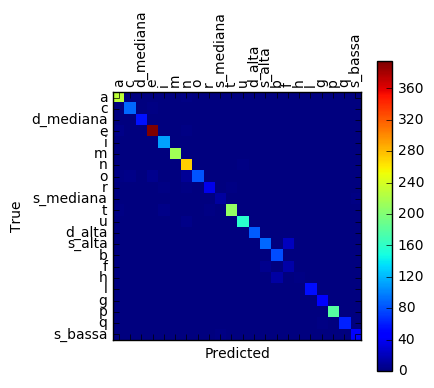 a
c
d_mediana
e
i
m
n
o
r
s_mediana
t
u
d_alta
s_alta
b
f
h
l
g
p
q
s_bassa
True
a
c
d_mediana
e
i
m
n
o
r
s_mediana
t
u
d_alta
s_alta
b
f
h
l
g
p
q
s_bassa
Predicted
360
320
280
240
200
160
120
80
40
0